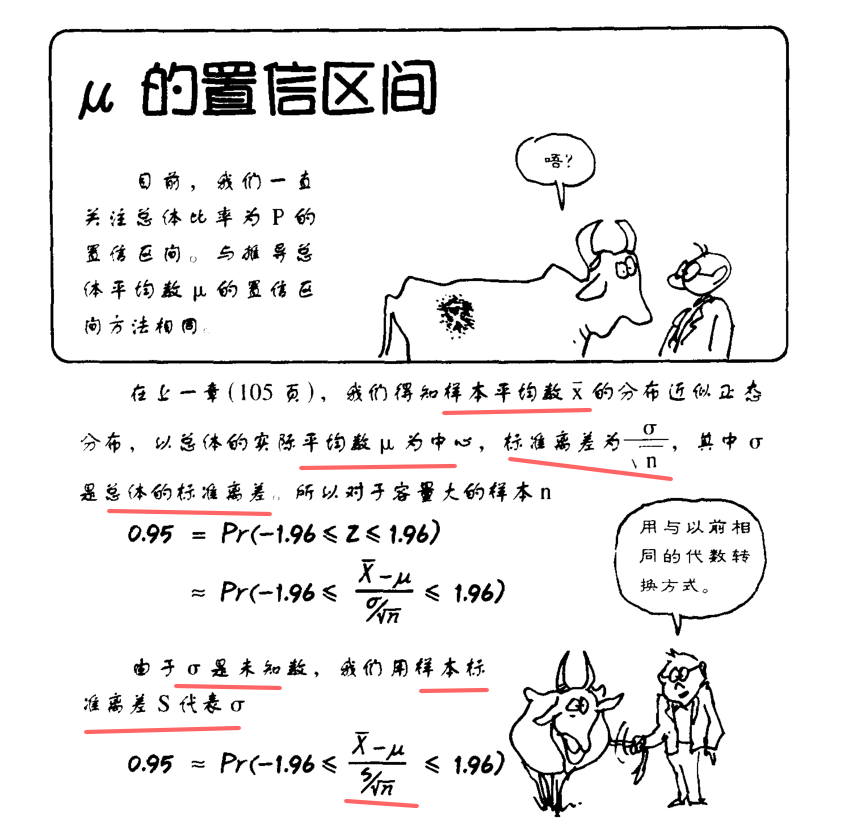 μ 的置信区间
唔?
目前，我们一直
关注总体比率为 P 的
置信区间。与推导总
体平均数 μ 的置信区
间方法相同。
在上一章(105 页)，我们得知样本平均数 x̄ 的分布近似正态
分布，以总体的实际平均数 μ 为中心，标准离差为 σ/√n，其中 σ
是总体的标准离差。所以对于容量大的样本 n
0.95 = Pr(-1.96 ≤ Z ≤ 1.96)
≈ Pr(-1.96 ≤ (X̄-μ)/(σ/√n) ≤ 1.96)
用与以前相
同的代数转
换方式。
由于 σ 是未知数，我们用样本标
准离差 S 代表 σ
0.95 ≈ Pr(-1.96 ≤ (X̄-μ)/(s/√n) ≤ 1.96)